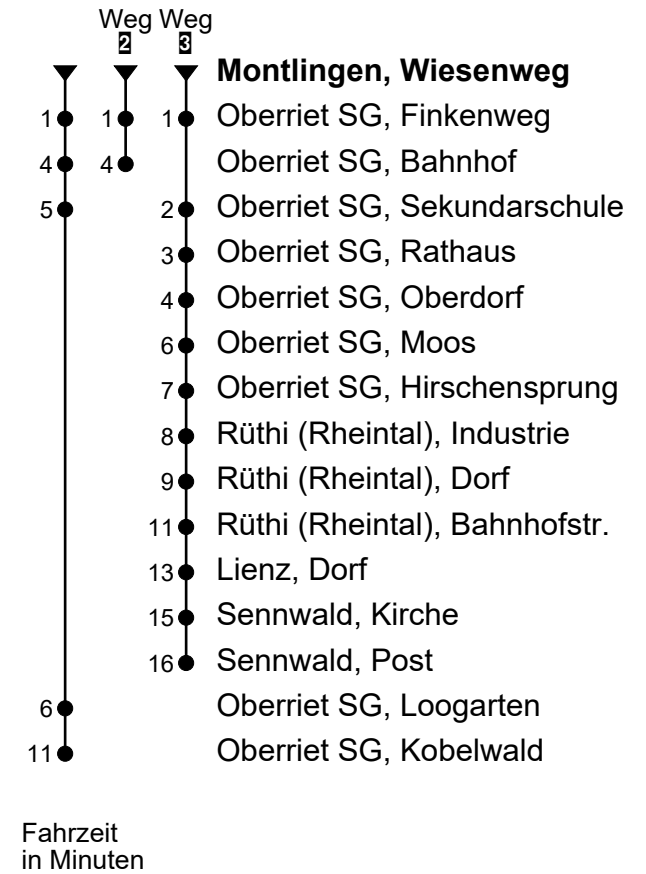 Weg Weg
2 3
Montlingen, Wiesenweg
1 1 1 Oberriet SG, Finkenweg
4 4 Oberriet SG, Bahnhof
5 2 Oberriet SG, Sekundarschule
3 Oberriet SG, Rathaus
4 Oberriet SG, Oberdorf
6 Oberriet SG, Moos
7 Oberriet SG, Hirschensprung
8 Rüthi (Rheintal), Industrie
9 Rüthi (Rheintal), Dorf
11 Rüthi (Rheintal), Bahnhofstr.
13 Lienz, Dorf
15 Sennwald, Kirche
16 Sennwald, Post
6 Oberriet SG, Loogarten
11 Oberriet SG, Kobelwald
Fahrzeit
in Minuten